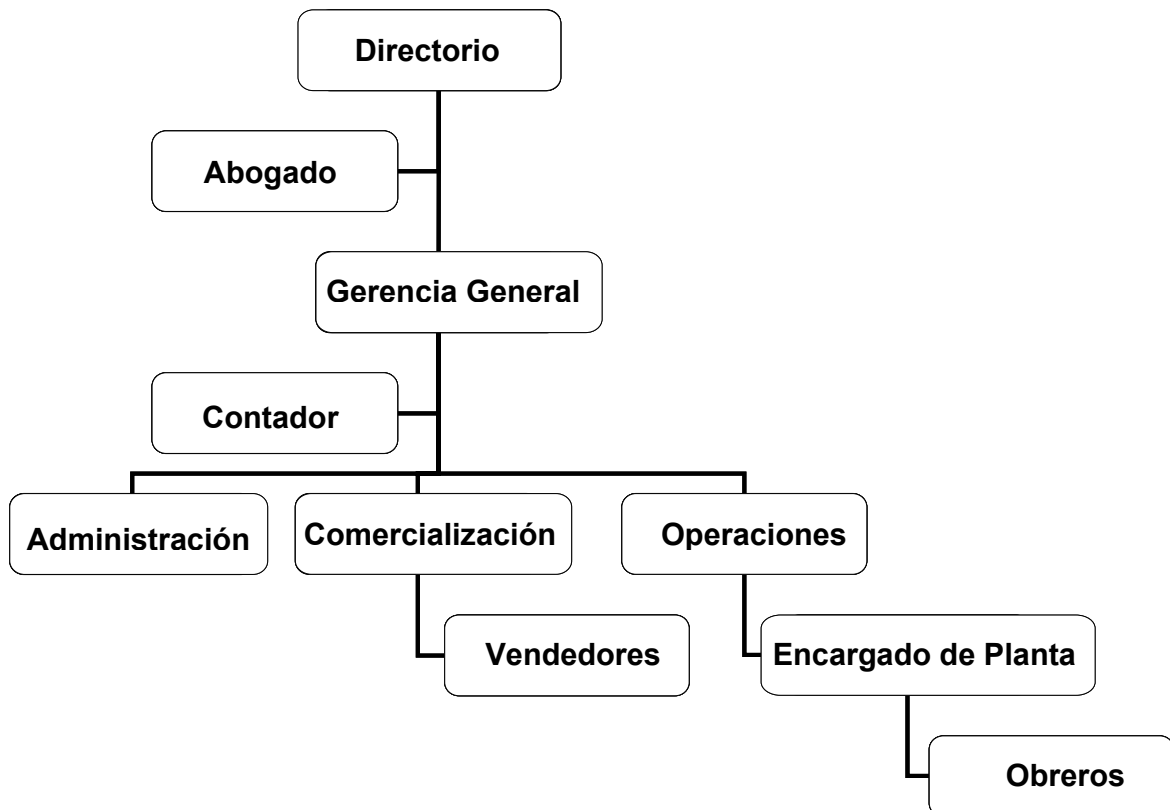 Directorio
Abogado
Gerencia General
Contador
Administración
Comercialización
Operaciones
Vendedores
Encargado de Planta
Obreros